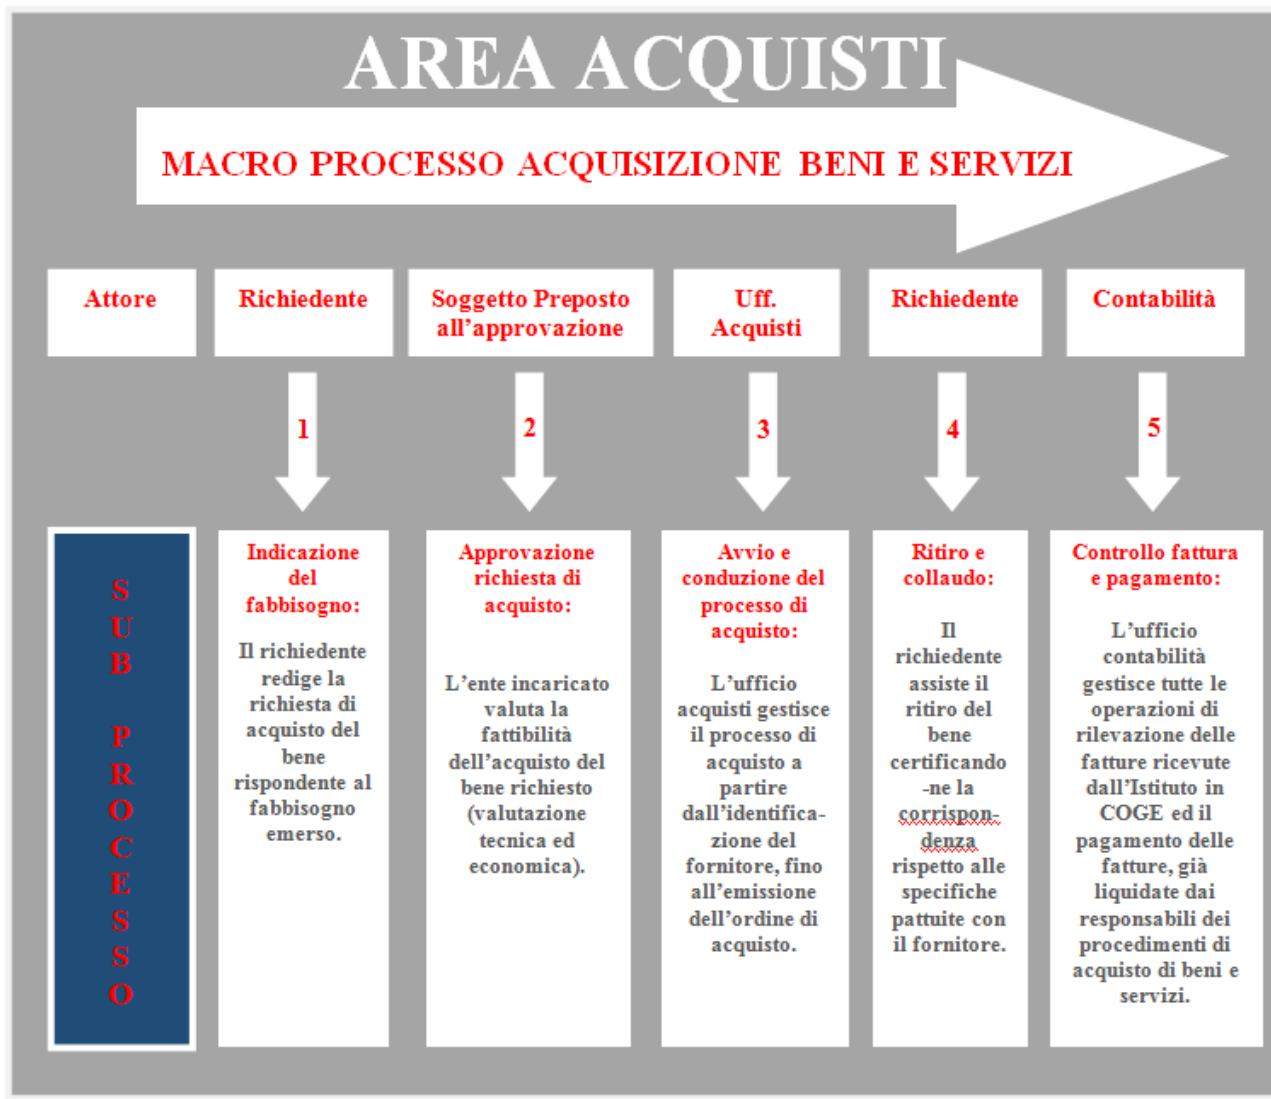 AREA ACQUISTI
MACRO PROCESSO ACQUISIZIONE BENI E SERVIZI
Attore
Richiedente
Soggetto Preposto
all’approvazione
Uff.
Acquisti
Richiedente
Contabilità
1
2
3
4
5
S
U
B
P
R
O
C
E
S
S
O
Indicazione
del
fabbisogno:
Il richiedente
redige la
richiesta di
acquisto del
bene
rispondente al
fabbisogno
emerso.
Approvazione
richiesta di
acquisto:
L’ente incaricato
valuta la
fattibilità
dell’acquisto del
bene richiesto
(valutazione
tecnica ed
economica).
Avvio e
conduzione del
processo di
acquisto:
L’ufficio
acquisti gestisce
il processo di
acquisto a
partire
dall’identifica-
zione del
fornitore, fino
all’emissione
dell’ordine di
acquisto.
Ritiro e
collaudo:
Il
richiedente
assiste il
ritiro del
bene
certificando
-ne la
corrispon-
denza
rispetto alle
specifiche
pattuite con
il fornitore.
Controllo fattura
e pagamento:
L’ufficio
contabilità
gestisce tutte le
operazioni di
rilevazione delle
fatture ricevute
dall’Istituto in
COGE ed il
pagamento delle
fatture, già
liquidate dai
responsabili dei
procedimenti di
acquisto di beni e
servizi.